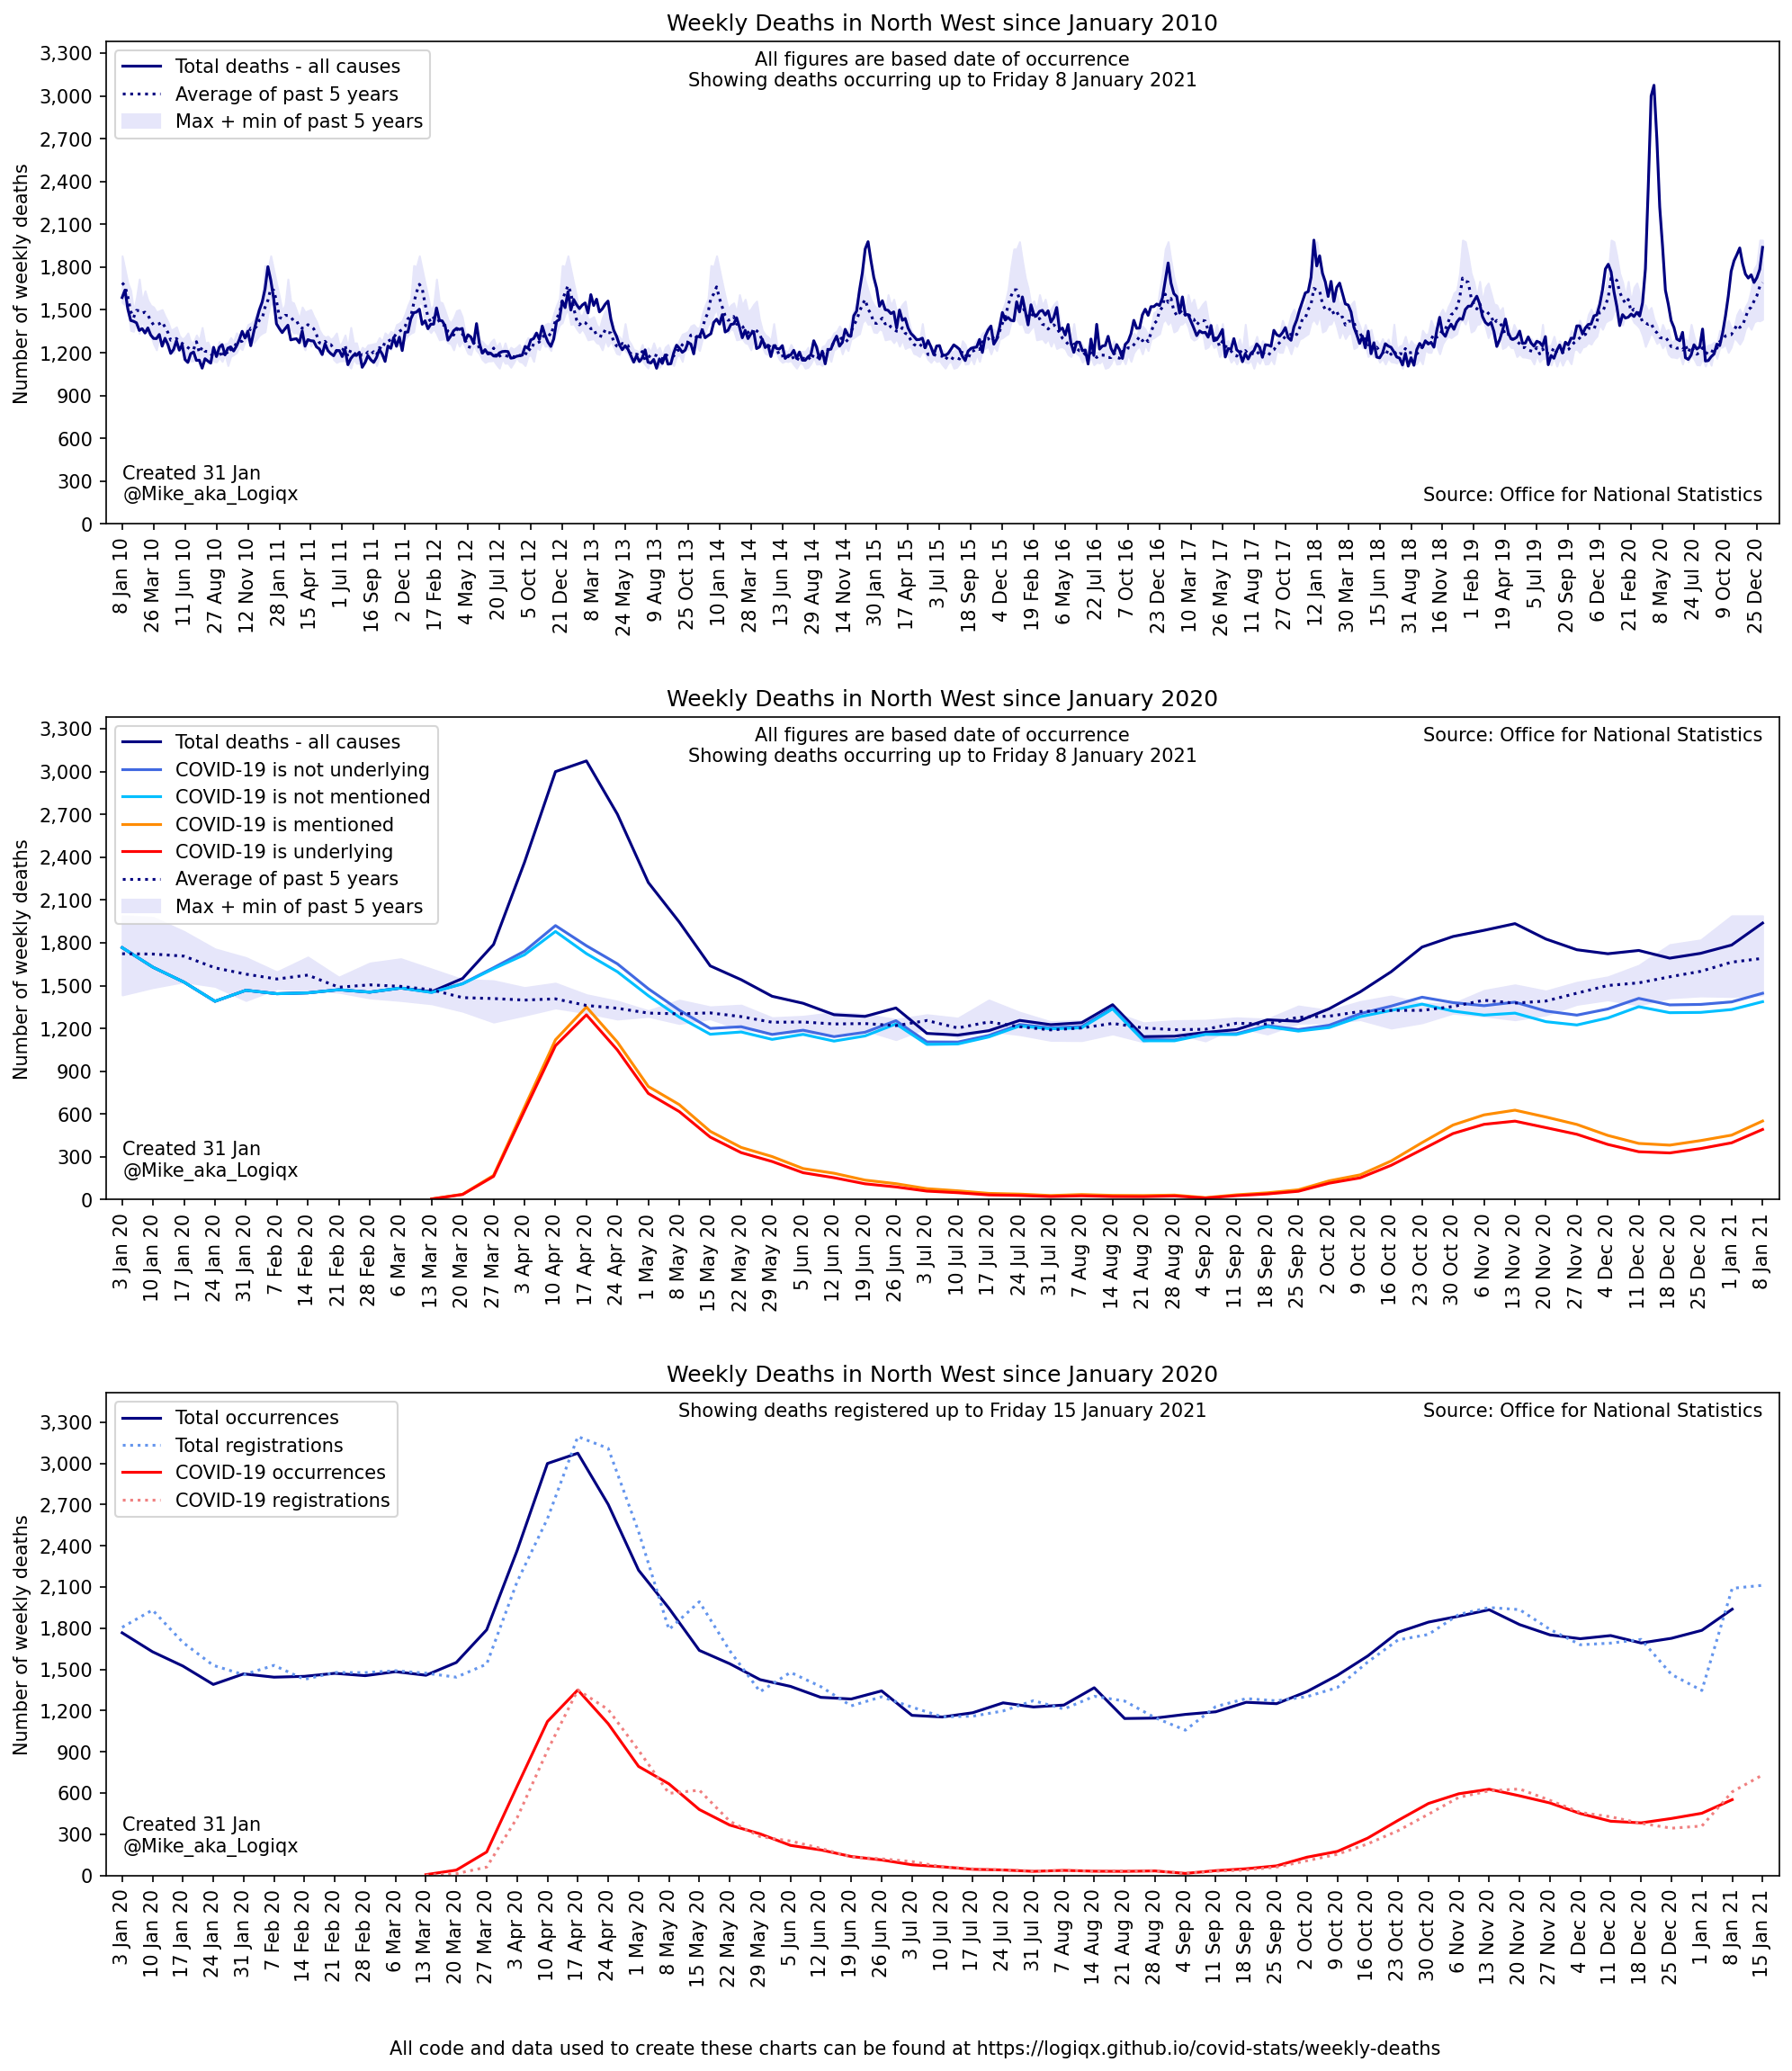 Weekly Deaths in North West since January 2010
All figures are based date of occurrence
Showing deaths occurring up to Friday 8 January 2021
Total deaths - all causes
Average of past 5 years
Max + min of past 5 years
Number of weekly deaths
3,300
3,000
2,700
2,400
2,100
1,800
1,500
1,200
900
600
300
0
Created 31 Jan
@Mike_aka_Logiqx
Source: Office for National Statistics
8 Jan 10
26 Mar 10
11 Jun 10
27 Aug 10
12 Nov 10
28 Jan 11
15 Apr 11
1 Jul 11
16 Sep 11
2 Dec 11
17 Feb 12
4 May 12
20 Jul 12
5 Oct 12
21 Dec 12
8 Mar 13
24 May 13
9 Aug 13
25 Oct 13
10 Jan 14
28 Mar 14
13 Jun 14
29 Aug 14
14 Nov 14
30 Jan 15
17 Apr 15
3 Jul 15
18 Sep 15
4 Dec 15
19 Feb 16
6 May 16
22 Jul 16
7 Oct 16
23 Dec 16
10 Mar 17
26 May 17
11 Aug 17
27 Oct 17
12 Jan 18
30 Mar 18
15 Jun 18
31 Aug 18
16 Nov 18
1 Feb 19
19 Apr 19
5 Jul 19
20 Sep 19
6 Dec 19
21 Feb 20
8 May 20
24 Jul 20
9 Oct 20
25 Dec 20
Weekly Deaths in North West since January 2020
All figures are based date of occurrence
Showing deaths occurring up to Friday 8 January 2021
Source: Office for National Statistics
Total deaths - all causes
COVID-19 is not underlying
COVID-19 is not mentioned
COVID-19 is mentioned
COVID-19 is underlying
Average of past 5 years
Max + min of past 5 years
Number of weekly deaths
3,300
3,000
2,700
2,400
2,100
1,800
1,500
1,200
900
600
300
0
Created 31 Jan
@Mike_aka_Logiqx
3 Jan 20
10 Jan 20
17 Jan 20
24 Jan 20
31 Jan 20
7 Feb 20
14 Feb 20
21 Feb 20
28 Feb 20
6 Mar 20
13 Mar 20
20 Mar 20
27 Mar 20
3 Apr 20
10 Apr 20
17 Apr 20
24 Apr 20
1 May 20
8 May 20
15 May 20
22 May 20
29 May 20
5 Jun 20
12 Jun 20
19 Jun 20
26 Jun 20
3 Jul 20
10 Jul 20
17 Jul 20
24 Jul 20
31 Jul 20
7 Aug 20
14 Aug 20
21 Aug 20
28 Aug 20
4 Sep 20
11 Sep 20
18 Sep 20
25 Sep 20
2 Oct 20
9 Oct 20
16 Oct 20
23 Oct 20
30 Oct 20
6 Nov 20
13 Nov 20
20 Nov 20
27 Nov 20
4 Dec 20
11 Dec 20
18 Dec 20
25 Dec 20
1 Jan 21
8 Jan 21
Weekly Deaths in North West since January 2020
Showing deaths registered up to Friday 15 January 2021
Source: Office for National Statistics
Total occurrences
Total registrations
COVID-19 occurrences
COVID-19 registrations
Number of weekly deaths
3,300
3,000
2,700
2,400
2,100
1,800
1,500
1,200
900
600
300
0
Created 31 Jan
@Mike_aka_Logiqx
3 Jan 20
10 Jan 20
17 Jan 20
24 Jan 20
31 Jan 20
7 Feb 20
14 Feb 20
21 Feb 20
28 Feb 20
6 Mar 20
13 Mar 20
20 Mar 20
27 Mar 20
3 Apr 20
10 Apr 20
17 Apr 20
24 Apr 20
1 May 20
8 May 20
15 May 20
22 May 20
29 May 20
5 Jun 20
12 Jun 20
19 Jun 20
26 Jun 20
3 Jul 20
10 Jul 20
17 Jul 20
24 Jul 20
31 Jul 20
7 Aug 20
14 Aug 20
21 Aug 20
28 Aug 20
4 Sep 20
11 Sep 20
18 Sep 20
25 Sep 20
2 Oct 20
9 Oct 20
16 Oct 20
23 Oct 20
30 Oct 20
6 Nov 20
13 Nov 20
20 Nov 20
27 Nov 20
4 Dec 20
11 Dec 20
18 Dec 20
25 Dec 20
1 Jan 21
8 Jan 21
15 Jan 21
All code and data used to create these charts can be found at https://logiqx.github.io/covid-stats/weekly-deaths